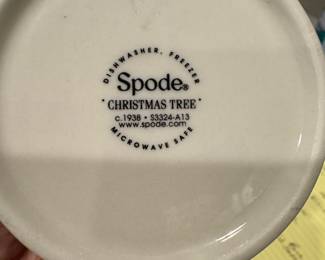 DISHWASHER, FREEZER
Spode®
"CHRISTMAS TREE"
c.1938 • S3324-A13
www.spode.com
MICROWAVE SAFE